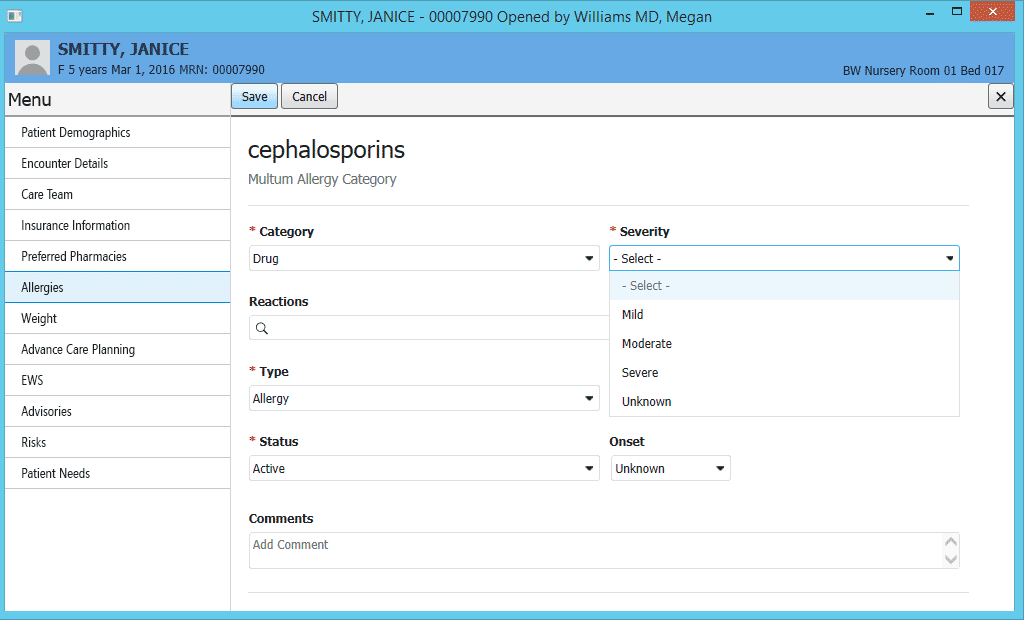 SMITTY, JANICE - 00007990 Opened by Williams MD, Megan
SMITTY, JANICE
F 5 years Mar 1, 2016 MRN: 00007990
BW Nursery Room 01 Bed 017
Menu
Save
Cancel
Patient Demographics
Encounter Details
Care Team
Insurance Information
Preferred Pharmacies
Allergies
Weight
Advance Care Planning
EWS
Advisories
Risks
Patient Needs
cephalosporins
Multum Allergy Category
* Category
Drug
* Severity
- Select -
- Select -
Mild
Moderate
Severe
Unknown
Reactions
* Type
Allergy
* Status
Active
Onset
Unknown
Comments
Add Comment